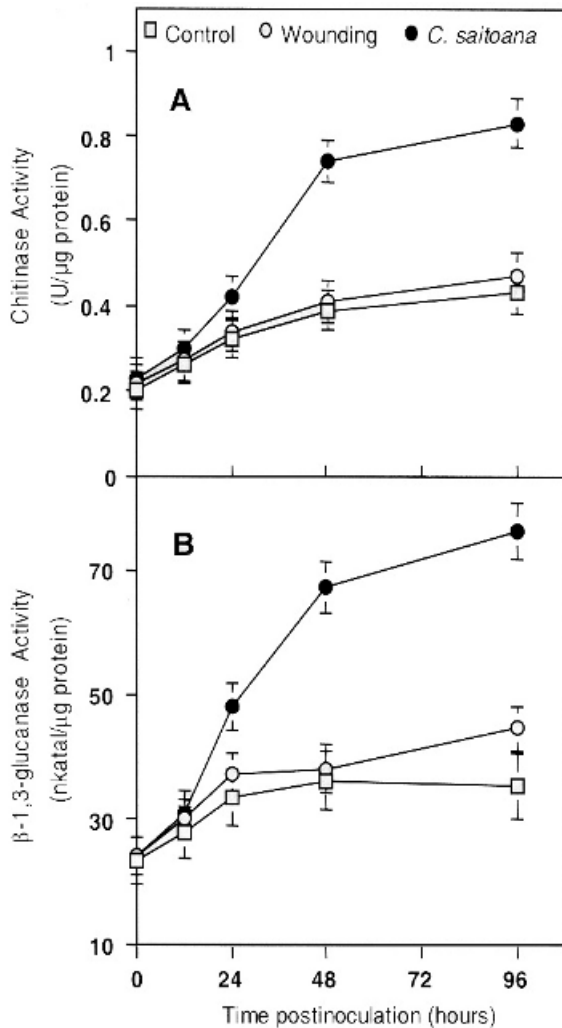 Control Wounding C. saitoana
A
1
0.8
0.6
0.4
0.2
0
Chitinase Activity
(U/µg protein)
B
70
50
30
10
β-1,3-glucanase Activity
(nkatal/µg protein)
0 24 48 72 96
Time postinoculation (hours)